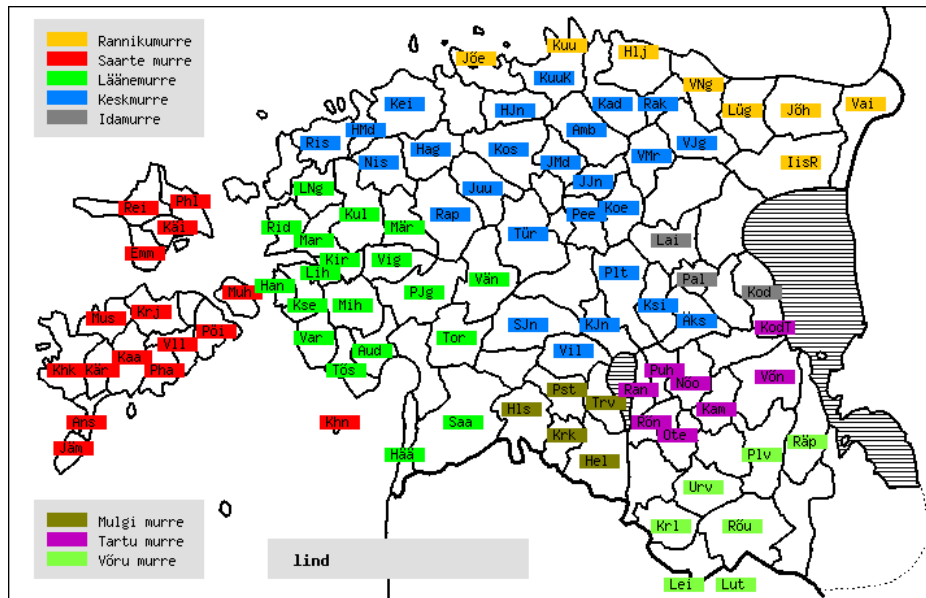 Rannikumurre
Saarte murre
Läänemurre
Keskmurre
Idamurre
Kuu
Hlj
Jõe
KuuK
VNg
Kei
HJn
Kad
Rak
Lüg
Jõh
Vai
HMd
Ris
Hag
Kos
Amb
VJg
Nis
JMd
VMr
IisR
LNg
Juu
JJn
Rei
Phl
Rid
Kul
Mär
Rap
Pee
Koe
Käl
Mar
Tür
Lai
Emm
Kir
Vig
Lih
Plt
Pal
Muh
Han
PJg
Vän
Kod
Kse
Mih
Ksi
Mus
Krj
Äks
KodT
Põi
Vll
Var
Tor
SJn
KJn
Kaa
Aud
Vil
Khk
Kär
Pha
Tõs
Puh
Nõo
Võn
Pst
Ran
Trv
Ans
Khn
Saa
Hls
Kam
Rõn
Ote
Krk
Jäm
Hää
Hel
Plv
Räp
Urv
Krl
Rõu
Lei
Lut
Mulgi murre
Tartu murre
Võru murre
lind